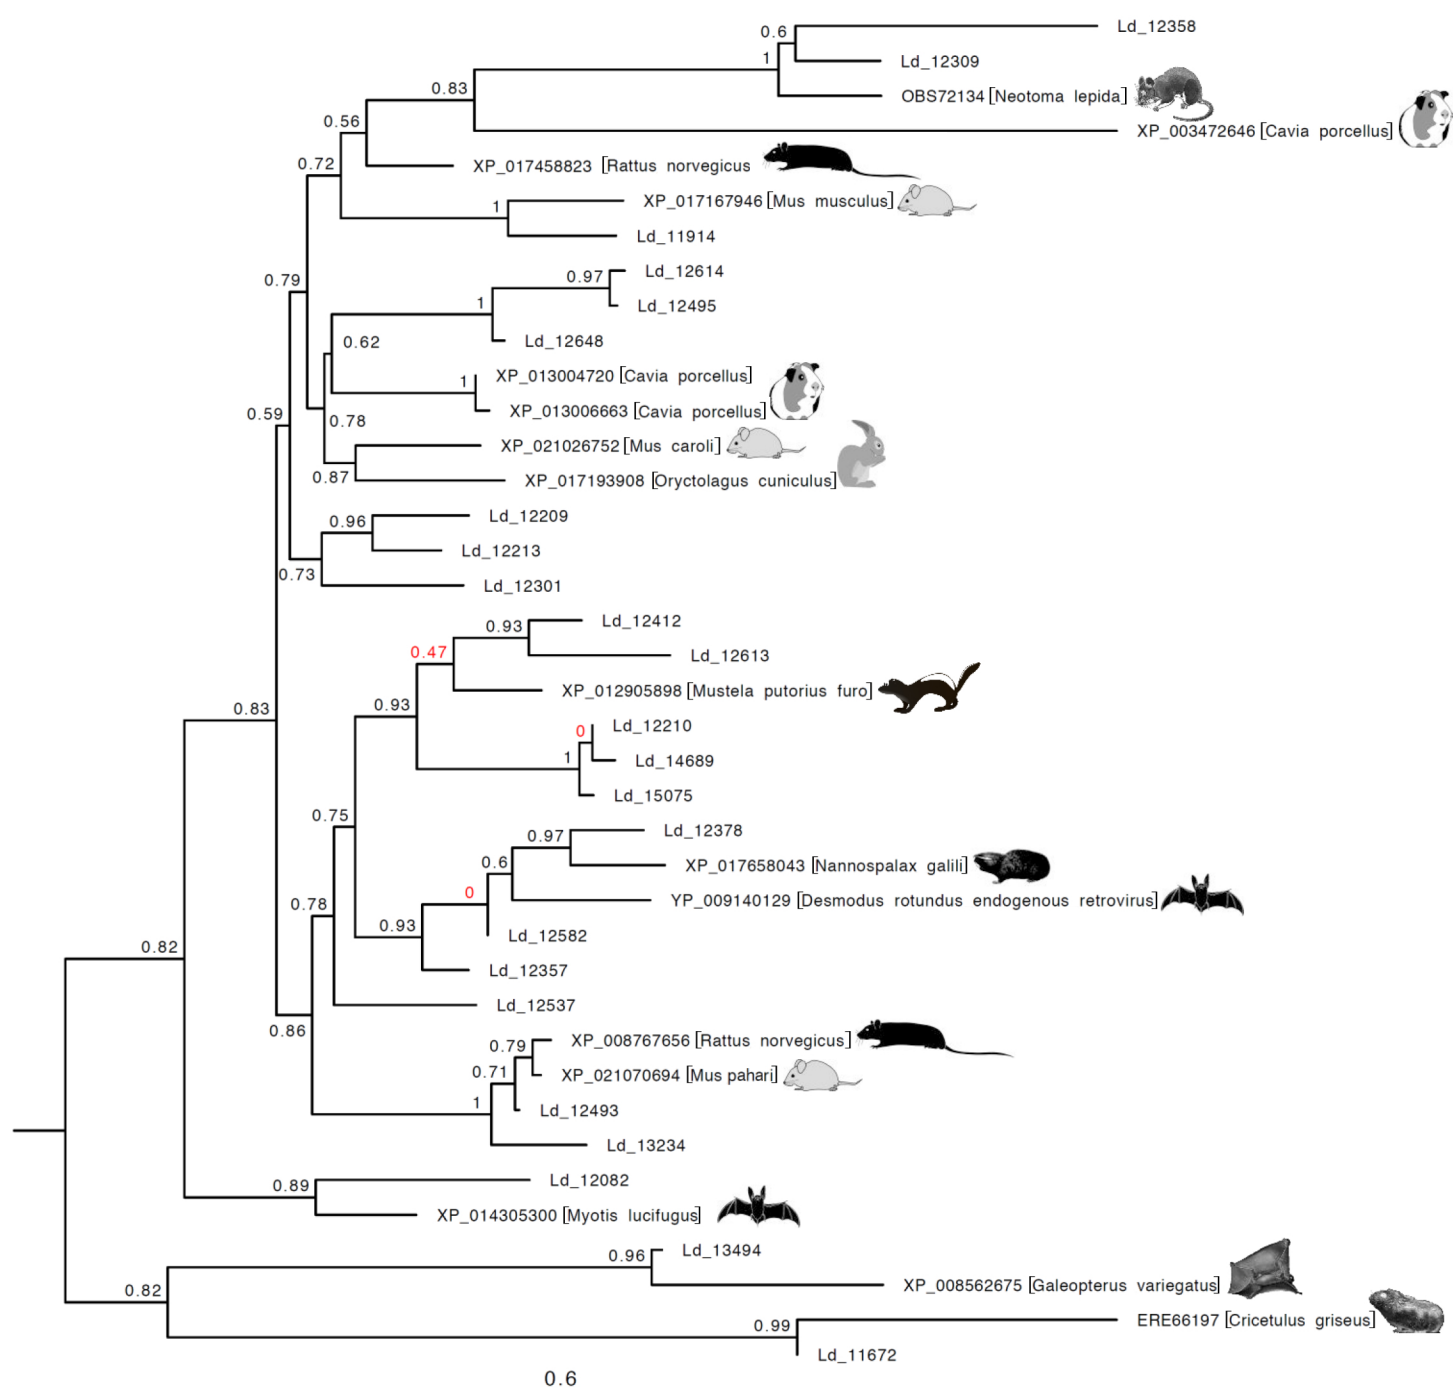 Ld_12358
0.6
Ld_12309
1
OBS72134 [Neotoma lepida]
0.83
XP_003472646 [Cavia porcellus]
0.56
XP_017458823 [Rattus norvegicus
0.72
XP_017167946 [Mus musculus]
1
Ld_11914
Ld_12614
0.97
0.79
Ld_12495
1
Ld_12648
0.62
XP_013004720 [Cavia porcellus]
1
XP_013006663 [Cavia porcellus]
0.59
0.78
XP_021026752 [Mus caroli]
0.87
XP_017193908 [Oryctolagus cuniculus]
Ld_12209
0.96
Ld_12213
0.73
Ld_12301
Ld_12412
0.93
0.47
Ld_12613
XP_012905898 [Mustela putorius furo]
0.83
0.93
Ld_12210
0
1
Ld_14689
Ld_15075
0.75
Ld_12378
0.97
0.6
XP_017658043 [Nannospalax galili]
0
YP_009140129 [Desmodus rotundus endogenous retrovirus]
0.78
0.93
Ld_12582
0.82
Ld_12357
Ld_12537
0.86
XP_008767656 [Rattus norvegicus]
0.79
0.71
XP_021070694 [Mus pahari]
1
Ld_12493
Ld_13234
Ld_12082
0.89
XP_014305300 [Myotis lucifugus]
Ld_13494
0.96
XP_008562675 [Galeopterus variegatus]
0.82
ERE66197 [Cricetulus griseus]
0.99
Ld_11672
0.6